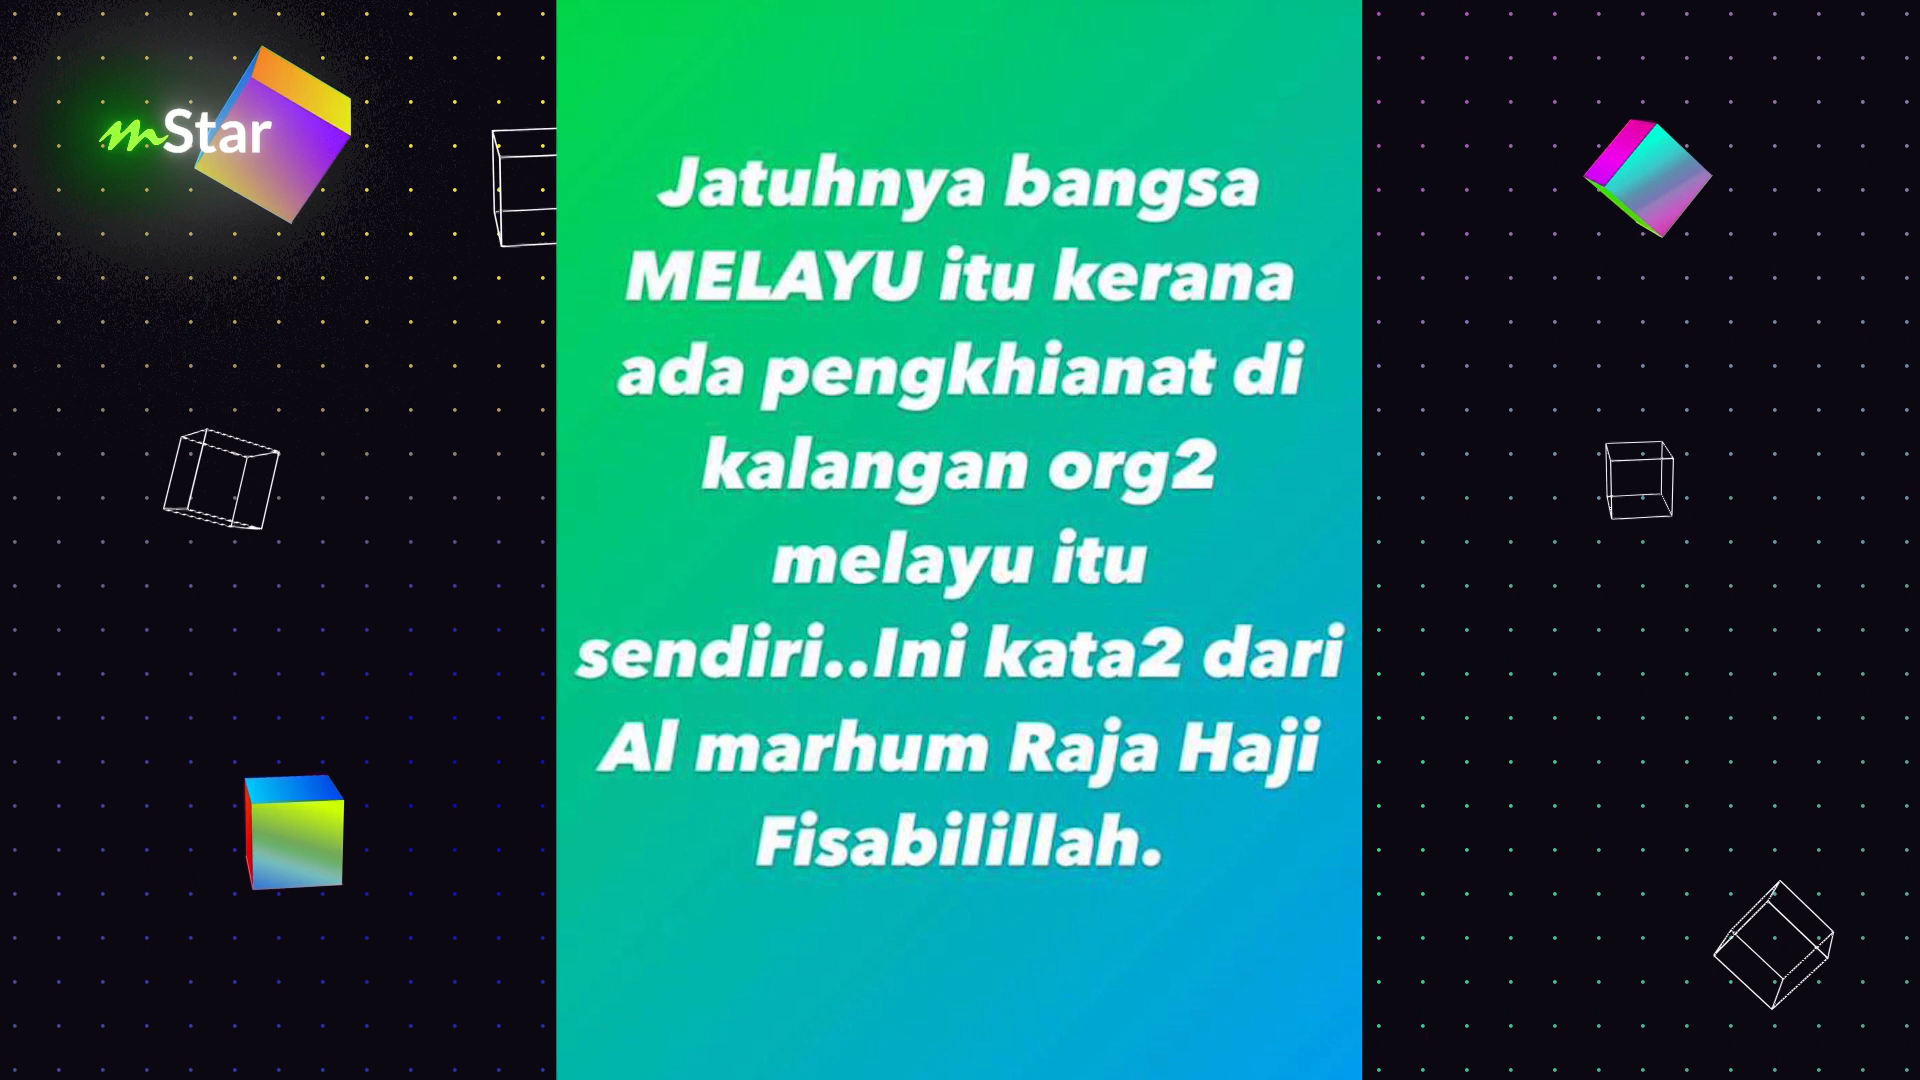 mStar
Jatuhnya bangsa
MELAYU itu kerana
ada pengkhianat di
kalangan org2
melayu itu
sendiri..Ini kata2 dari
Al marhum Raja Haji
Fisabilillah.